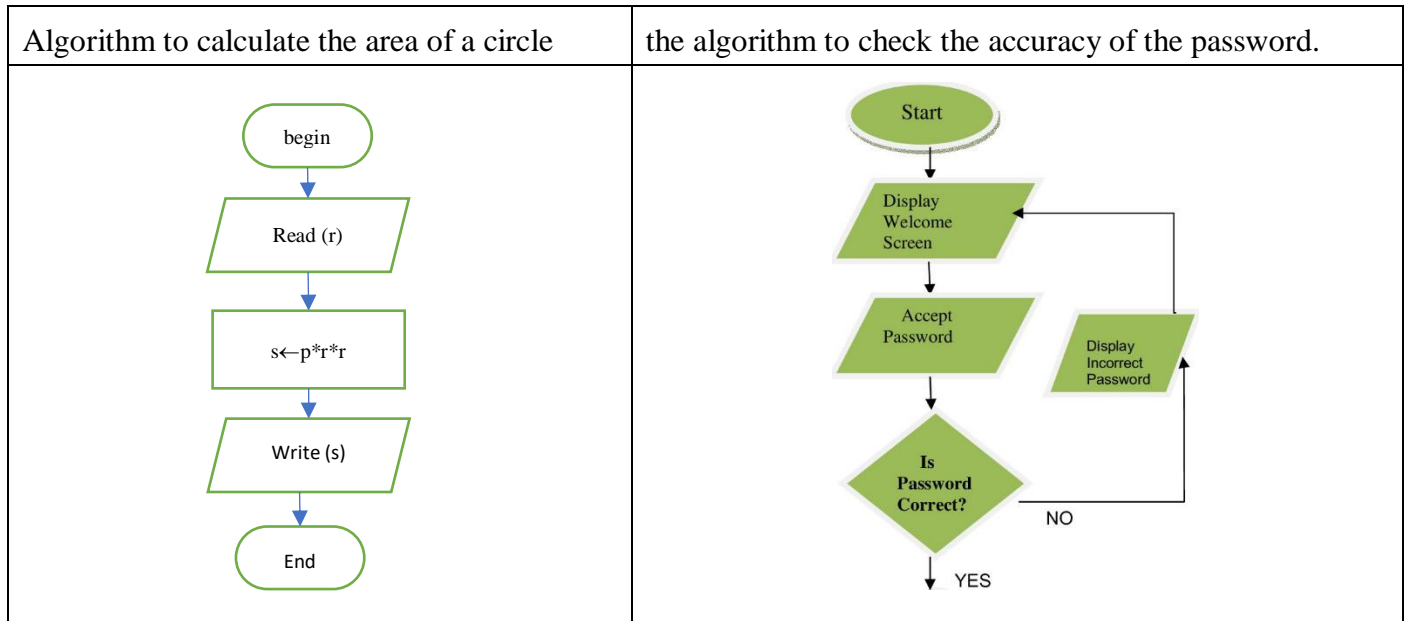 Algorithm to calculate the area of a circle
the algorithm to check the accuracy of the password.
begin
Read (r)
s←p*r*r
Write (s)
End
Start
Display
Welcome
Screen
Accept
Password
Display
Incorrect
Password
Is
Password
Correct?
NO
YES